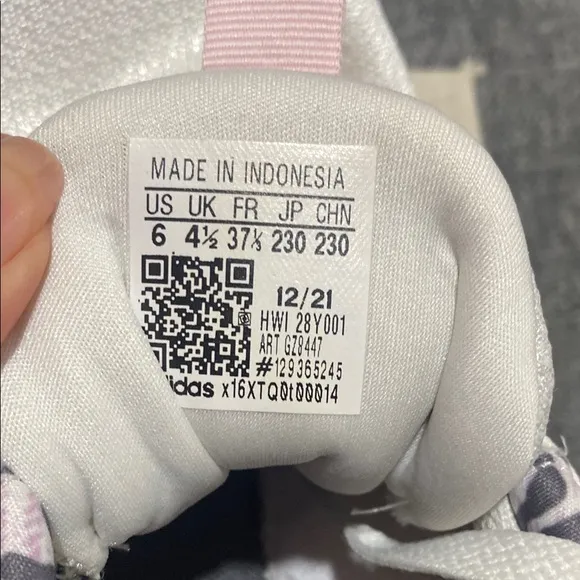 MADE IN INDONESIA
US UK FR JP CHN
6 4½ 37⅓ 230 230
12/21
HWI 28Y001
ART GZ8447
#129365245
adidas x16XTQ0t00014